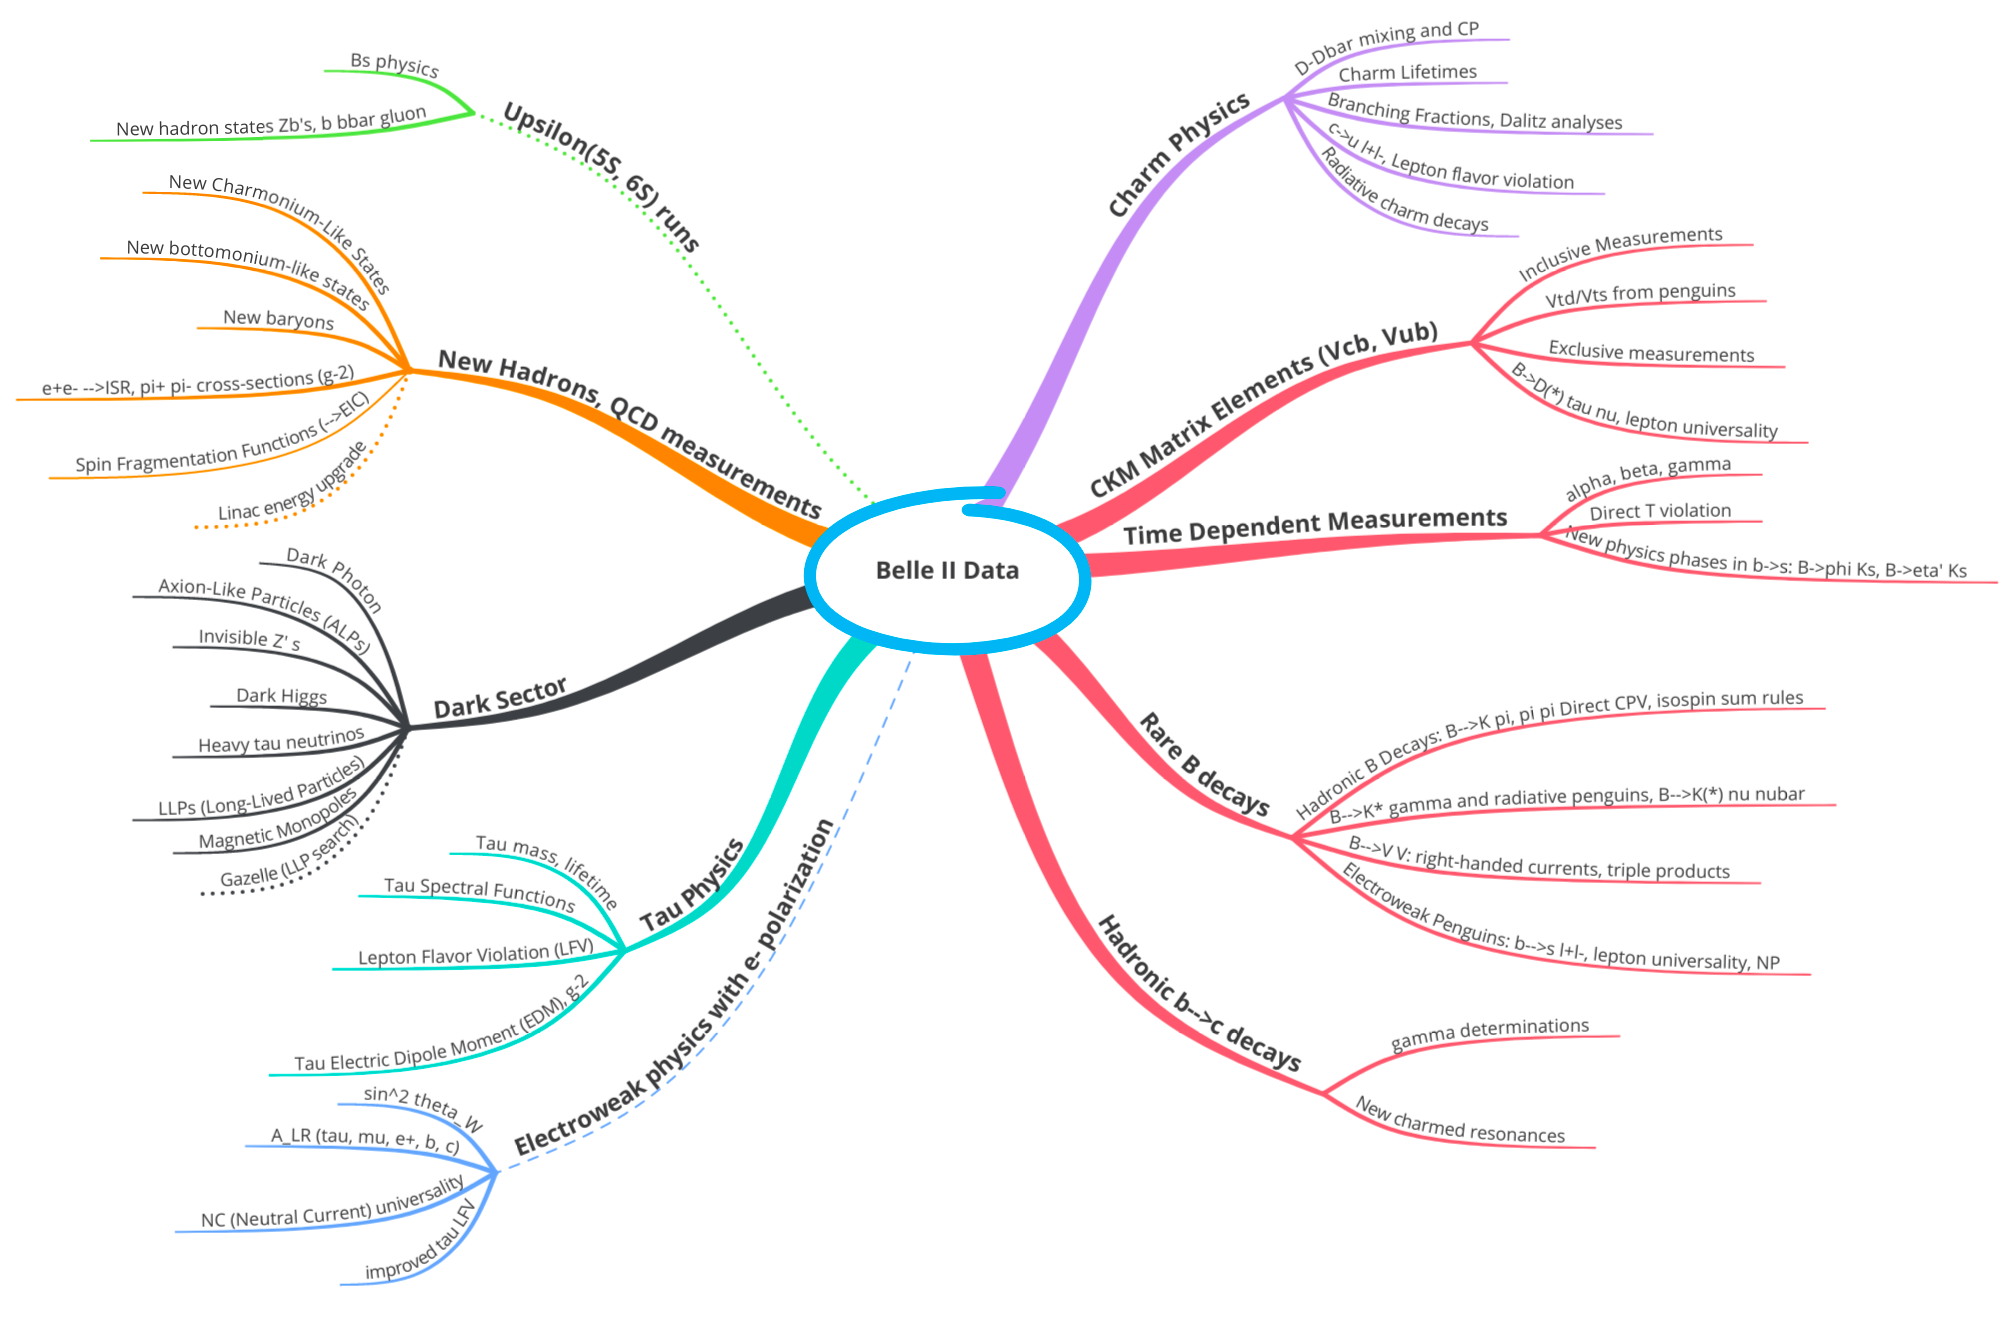 Belle II Data
Charm Physics
D-Dbar mixing and CP
Charm Lifetimes
Branching Fractions, Dalitz analyses
c->u l+l-, Lepton flavor violation
Radiative charm decays
CKM Matrix Elements (Vcb, Vub)
Inclusive Measurements
Vtd/Vts from penguins
Exclusive measurements
B->D(*) tau nu, lepton universality
Time Dependent Measurements
alpha, beta, gamma
Direct T violation
New physics phases in b->s: B->phi Ks, B->eta' Ks
Rare B decays
Hadronic B Decays: B-->K pi, pi pi Direct CPV, isospin sum rules
B-->K* gamma and radiative penguins, B-->K(*) nu nubar
B-->V V: right-handed currents, triple products
Electroweak Penguins: b-->s l+l-, lepton universality, NP
Hadronic b-->c decays
gamma determinations
New charmed resonances
Upsilon(5S, 6S) runs
Bs physics
New hadron states Zb's, b bbar gluon
New Hadrons, QCD measurements
New Charmonium-Like States
New bottomonium-like states
New baryons
e+e- -->ISR, pi+ pi- cross-sections (g-2)
Spin Fragmentation Functions (-->EIC)
Linac energy upgrade
Dark Sector
Dark Photon
Axion-Like Particles (ALPs)
Invisible Z' s
Dark Higgs
Heavy tau neutrinos
LLPs (Long-Lived Particles)
Magnetic Monopoles
Gazelle (LLP search)
Tau Physics
Tau mass, lifetime
Tau Spectral Functions
Lepton Flavor Violation (LFV)
Tau Electric Dipole Moment (EDM), g-2
Electroweak physics with e- polarization
sin^2 theta_W
A_LR (tau, mu, e+, b, c)
NC (Neutral Current) universality
improved tau LFV